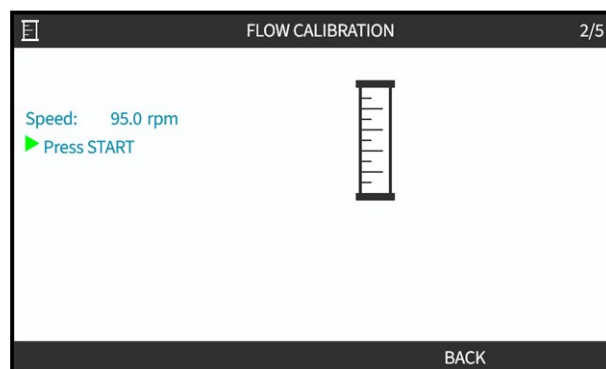 FLOW CALIBRATION 2/5
Speed: 95.0 rpm
Press START
BACK